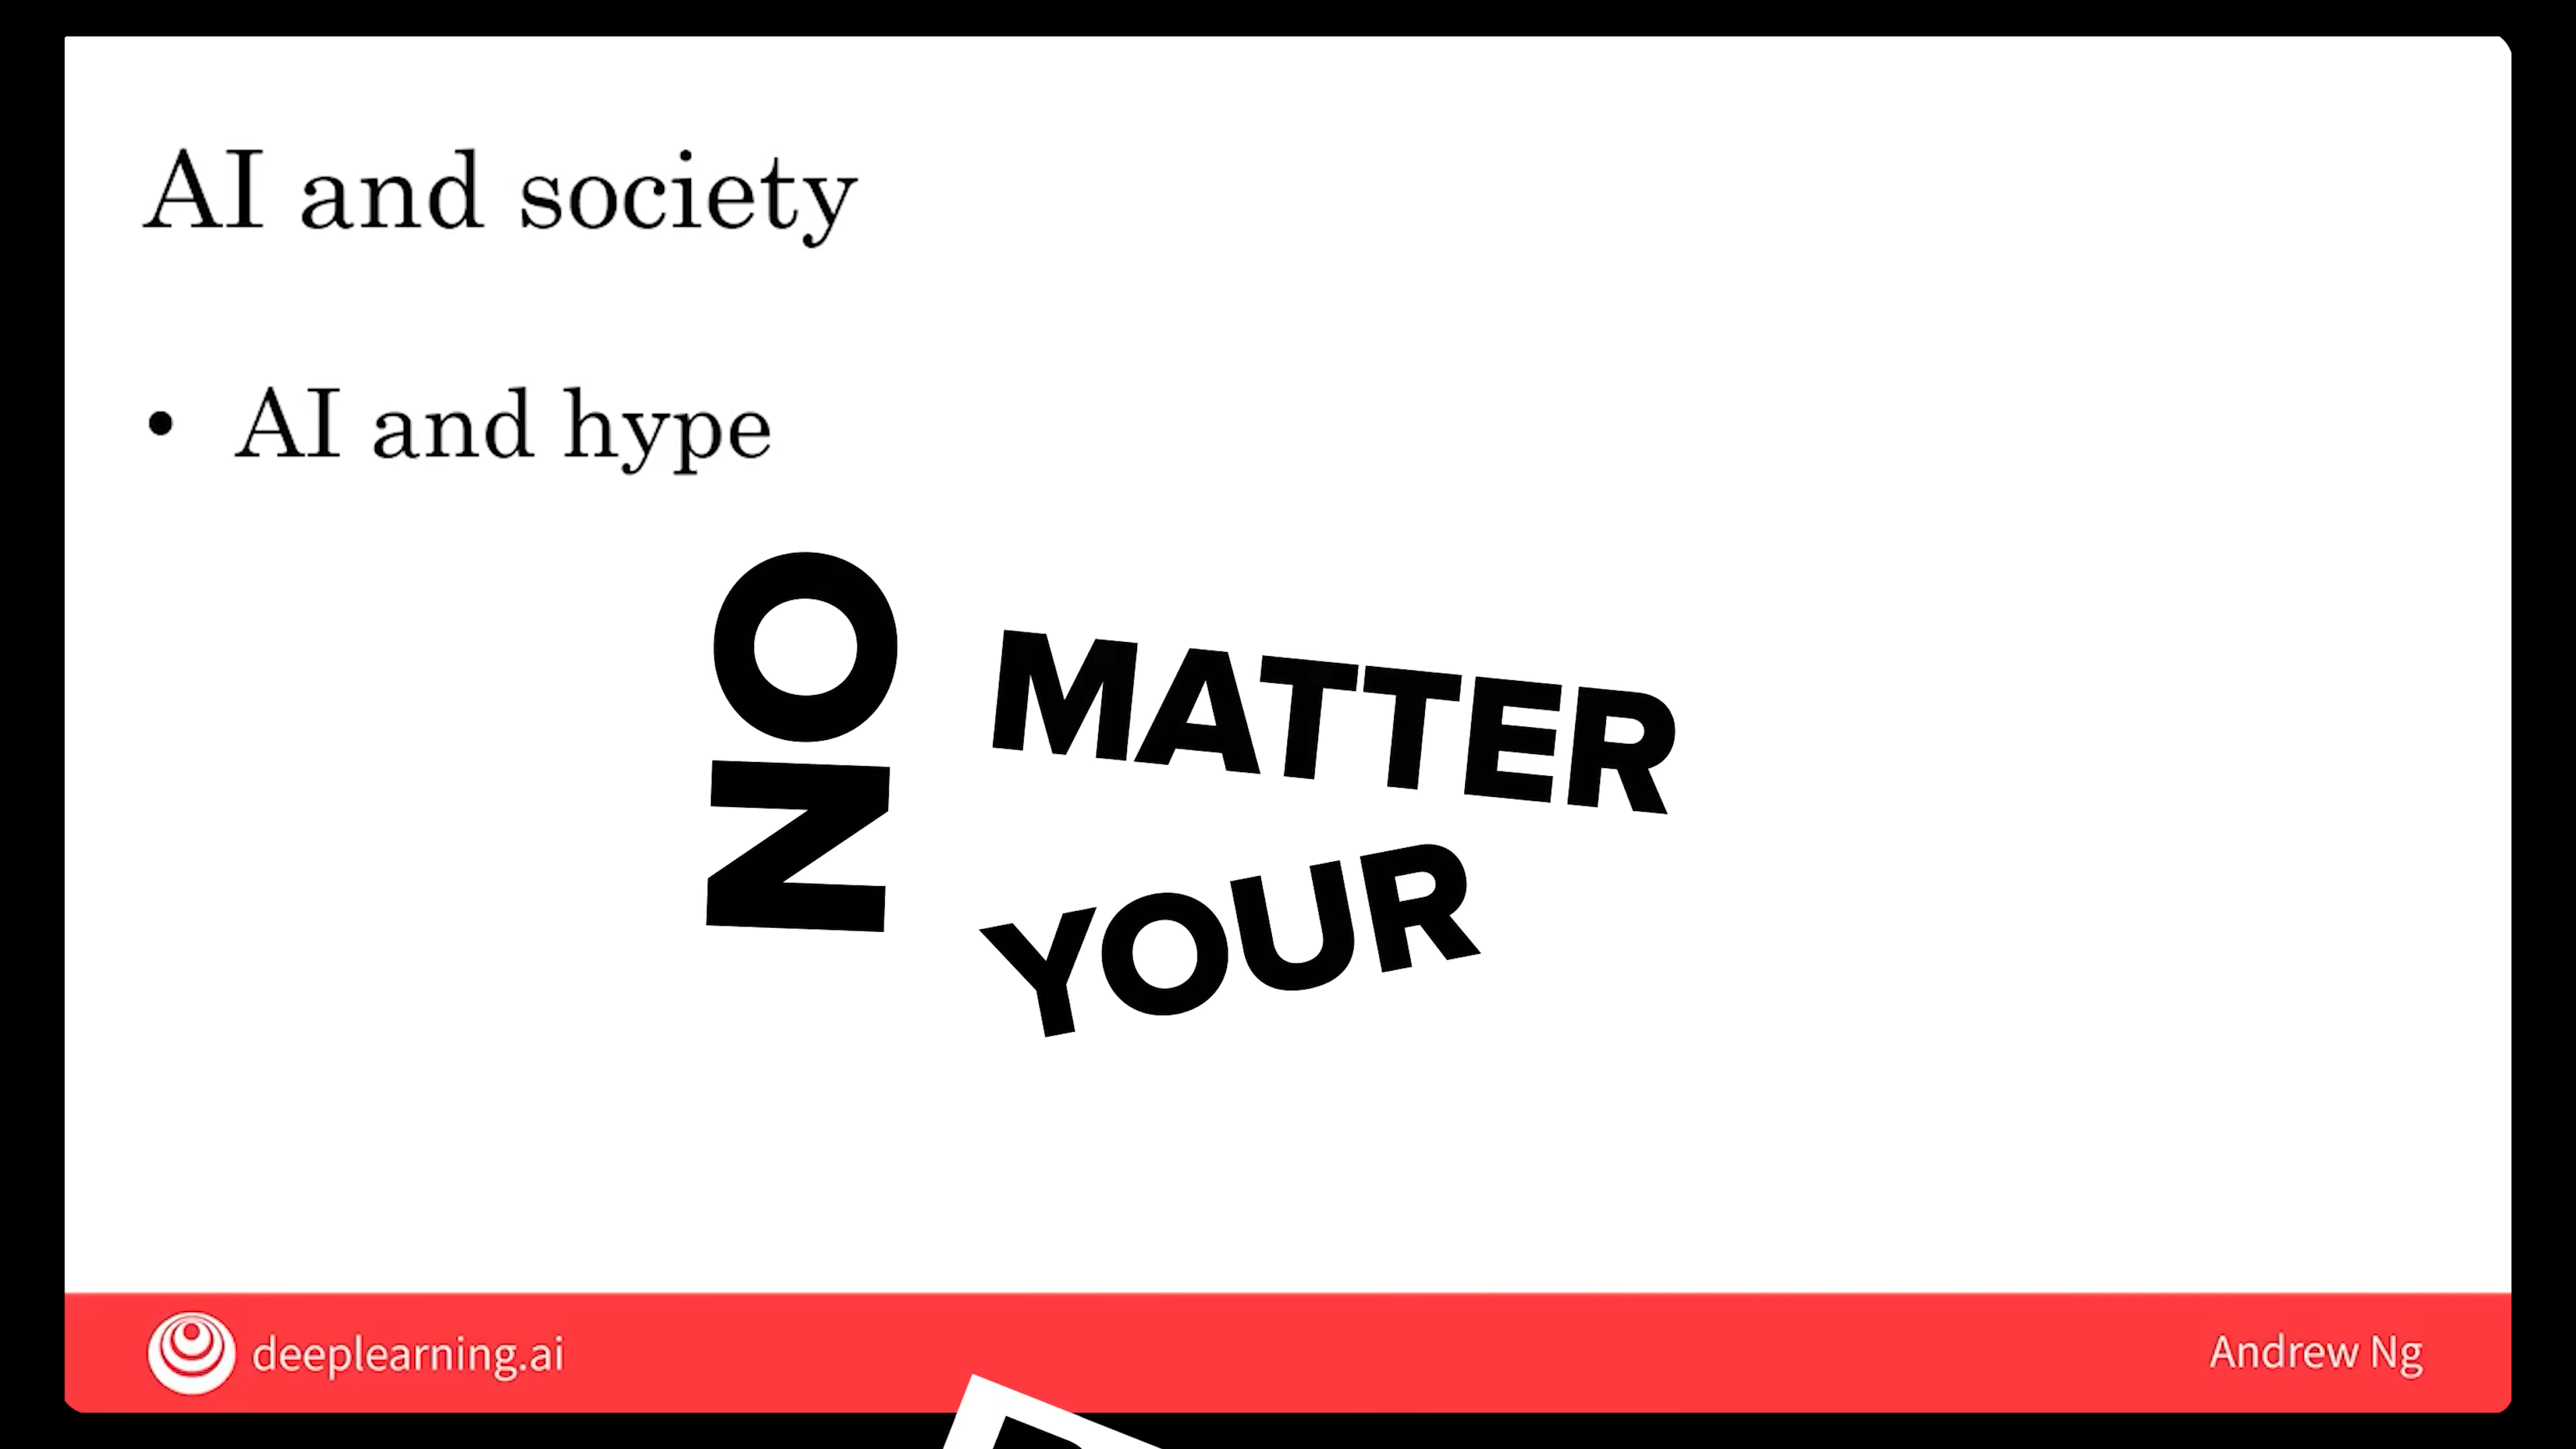 AI and society
• AI and hype
NO
MATTER
YOUR
deeplearning.ai
Andrew Ng